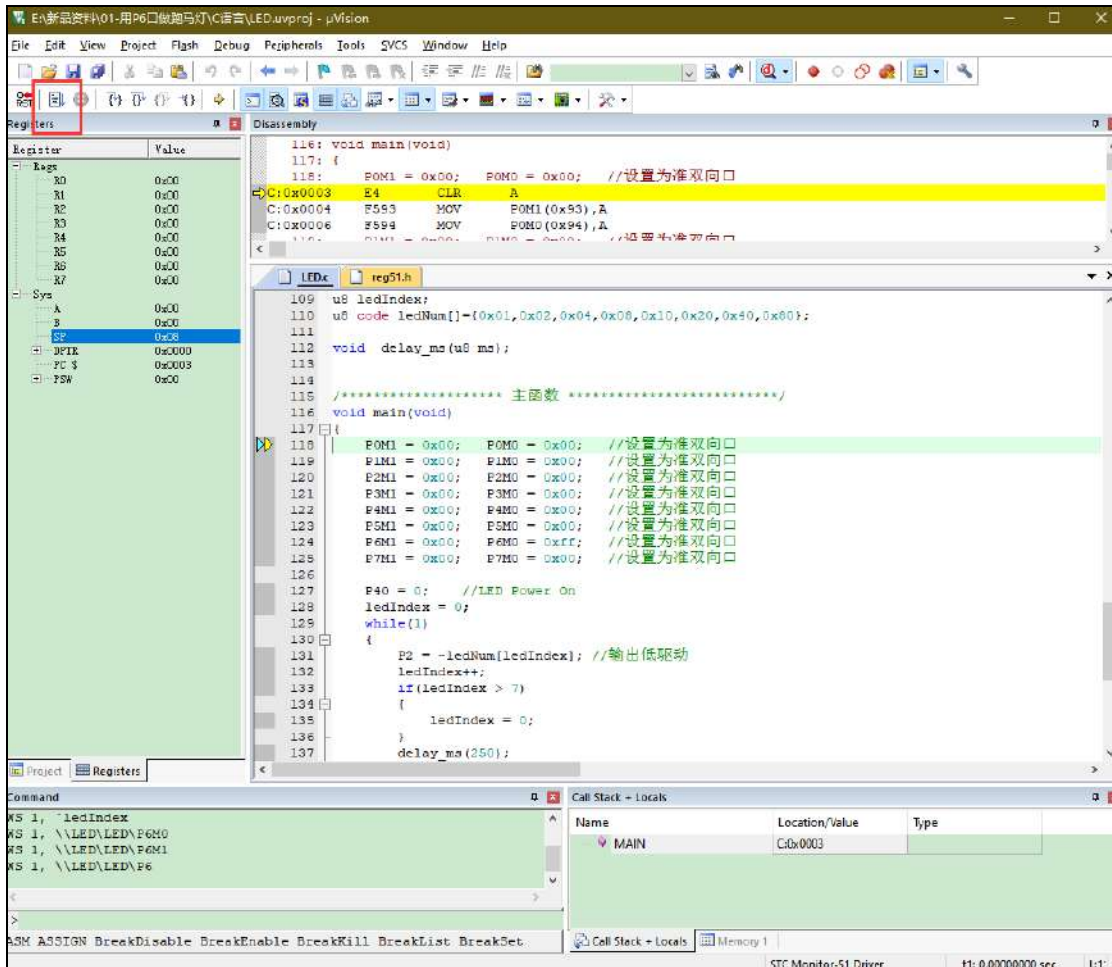 E:\新品资料\01-用P6口做跑马灯\C语言\LED.uvproj - µVision
File Edit View Project Flash Debug Peripherals Tools SVCS Window Help
Registers
Register Value
Regs
R0 0x00
R1 0x00
R2 0x00
R3 0x00
R4 0x00
R5 0x00
R6 0x00
R7 0x00
Sys
A 0x00
B 0x00
SP 0x08
DPTR 0x0000
PC $ 0x0003
PSW 0x00
Project Registers
Disassembly
116: void main(void)
117: {
118: P0M1 = 0x00; P0M0 = 0x00; //设置为准双向口
C:0x0003 E4 CLR A
C:0x0004 F593 MOV P0M1(0x93),A
C:0x0006 F594 MOV P0M0(0x94),A
119: P1M1 = 0x00; P1M0 = 0x00; //设置为准双向口
LED.c reg51.h
109 u8 ledIndex;
110 u8 code ledNum[]={0x01,0x02,0x04,0x08,0x10,0x20,0x40,0x80};
111
112 void delay_ms(u8 ms);
113
114
115 /******************** 主函数 **************************/
116 void main(void)
117 {
118 P0M1 = 0x00; P0M0 = 0x00; //设置为准双向口
119 P1M1 = 0x00; P1M0 = 0x00; //设置为准双向口
120 P2M1 = 0x00; P2M0 = 0x00; //设置为准双向口
121 P3M1 = 0x00; P3M0 = 0x00; //设置为准双向口
122 P4M1 = 0x00; P4M0 = 0x00; //设置为准双向口
123 P5M1 = 0x00; P5M0 = 0x00; //设置为准双向口
124 P6M1 = 0x00; P6M0 = 0xff; //设置为准双向口
125 P7M1 = 0x00; P7M0 = 0x00; //设置为准双向口
126
127 P40 = 0; //LED Power On
128 ledIndex = 0;
129 while(1)
130 {
131 P2 = ~ledNum[ledIndex]; //输出低驱动
132 ledIndex++;
133 if(ledIndex > 7)
134 {
135 ledIndex = 0;
136 }
137 delay_ms(250);
Command
WS 1, `ledIndex
WS 1, \\LED\LED\P6M0
WS 1, \\LED\LED\P6M1
WS 1, \\LED\LED\P6
>
ASM ASSIGN BreakDisable BreakEnable BreakKill BreakList BreakSet
Call Stack + Locals
Name Location/Value Type
MAIN C:0x0003
Call Stack + Locals Memory 1
STC Monitor-51 Driver t1: 0.00000000 sec